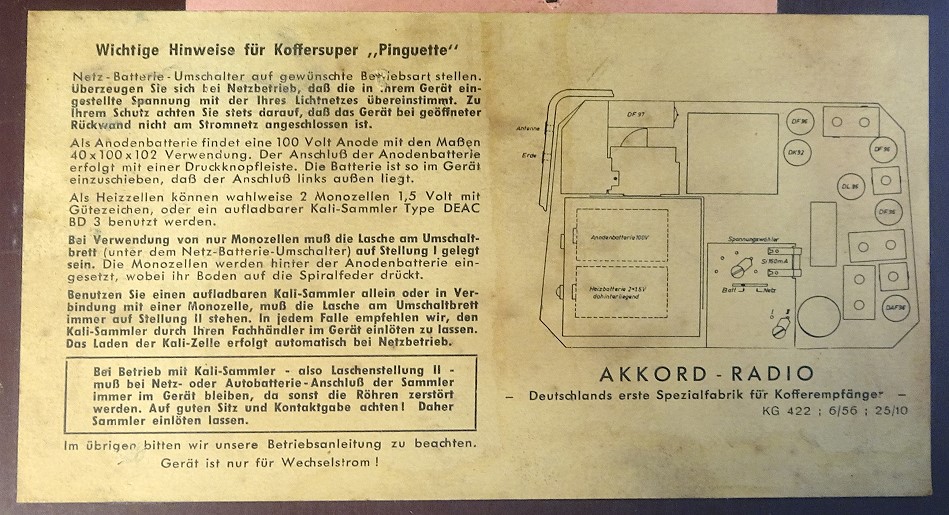 Wichtige Hinweise für Koffersuper „Pinguette“
Netz-Batterie-Umschalter auf gewünschte Betriebsart stellen.
Überzeugen Sie sich bei Netzbetrieb, daß die in Ihrem Gerät ein-
gestellte Spannung mit der Ihres Lichtnetzes übereinstimmt. Zu
Ihrem Schutz achten Sie stets darauf, daß das Gerät bei geöffneter
Rückwand nicht am Stromnetz angeschlossen ist.
Als Anodenbatterie findet eine 100 Volt Anode mit den Maßen
40x100x102 Verwendung. Der Anschluß der Anodenbatterie
erfolgt mit einer Druckknopfleiste. Die Batterie ist so im Gerät
einzuschieben, daß der Anschluß links außen liegt.
Als Heizzellen können wahlweise 2 Monozellen 1,5 Volt mit
Gütezeichen, oder ein aufladbarer Kali-Sammler Type DEAC
BD 3 benutzt werden.
Bei Verwendung von nur Monozellen muß die Lasche am Umschalt-
brett (unter dem Netz-Batterie-Umschalter) auf Stellung I gelegt
sein. Die Monozellen werden hinter der Anodenbatterie ein-
gesetzt, wobei ihr Boden auf die Spiralfeder drückt.
Benutzen Sie einen aufladbaren Kali-Sammler allein oder in Ver-
bindung mit einer Monozelle, muß die Lasche am Umschaltbrett
immer auf Stellung II stehen. In jedem Falle empfehlen wir, den
Kali-Sammler durch Ihren Fachhändler im Gerät einlöten zu lassen.
Das Laden der Kali-Zelle erfolgt automatisch bei Netzbetrieb.
Bei Betrieb mit Kali-Sammler - also Laschenstellung II -
muß bei Netz- oder Autobatterie-Anschluß der Sammler
immer im Gerät bleiben, da sonst die Röhren zerstört
werden. Auf guten Sitz und Kontaktgabe achten! Daher
Sammler einlöten lassen.
Im übrigen bitten wir unsere Betriebsanleitung zu beachten.
Gerät ist nur für Wechselstrom!
Antenne
Erde
DF 97
DF 96
DK 92
DF 96
DL 96
DF 96
DAF 96
Anodenbatterie 100V
Heizbatterie 2×1.5V
dahinter liegend
Spannungswähler
Si 160mA
Batt
Netz
I
II
AKKORD - RADIO
– Deutschlands erste Spezialfabrik für Kofferempfänger –
KG 422 ; 6/56 ; 25/10